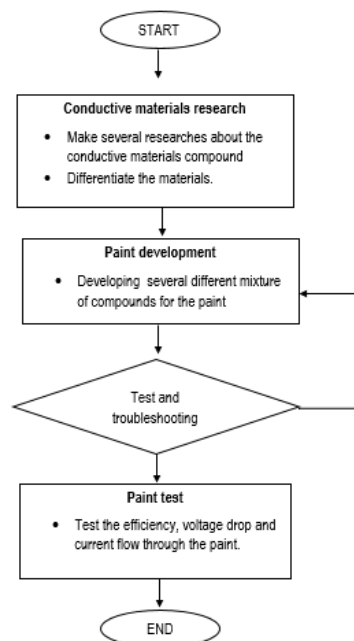 START
Conductive materials research
• Make several researches about the
conductive materials compound
• Differentiate the materials.
Paint development
• Developing several different mixture
of compounds for the paint
Test and
troubleshooting
Paint test
• Test the efficiency, voltage drop and
current flow through the paint.
END